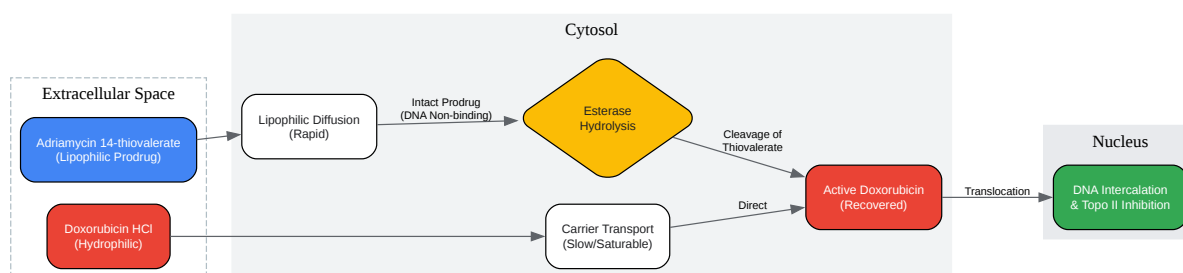 Cytosol
Extracellular Space
Adriamycin 14-thiovalerate
(Lipophilic Prodrug)
Lipophilic Diffusion
(Rapid)
Intact Prodrug
(DNA Non-binding)
Esterase
Hydrolysis
Cleavage of
Thiovalerate
Doxorubicin HCl
(Hydrophilic)
Carrier Transport
(Slow/Saturable)
Direct
Active Doxorubicin
(Recovered)
Translocation
Nucleus
DNA Intercalation
& Topo II Inhibition